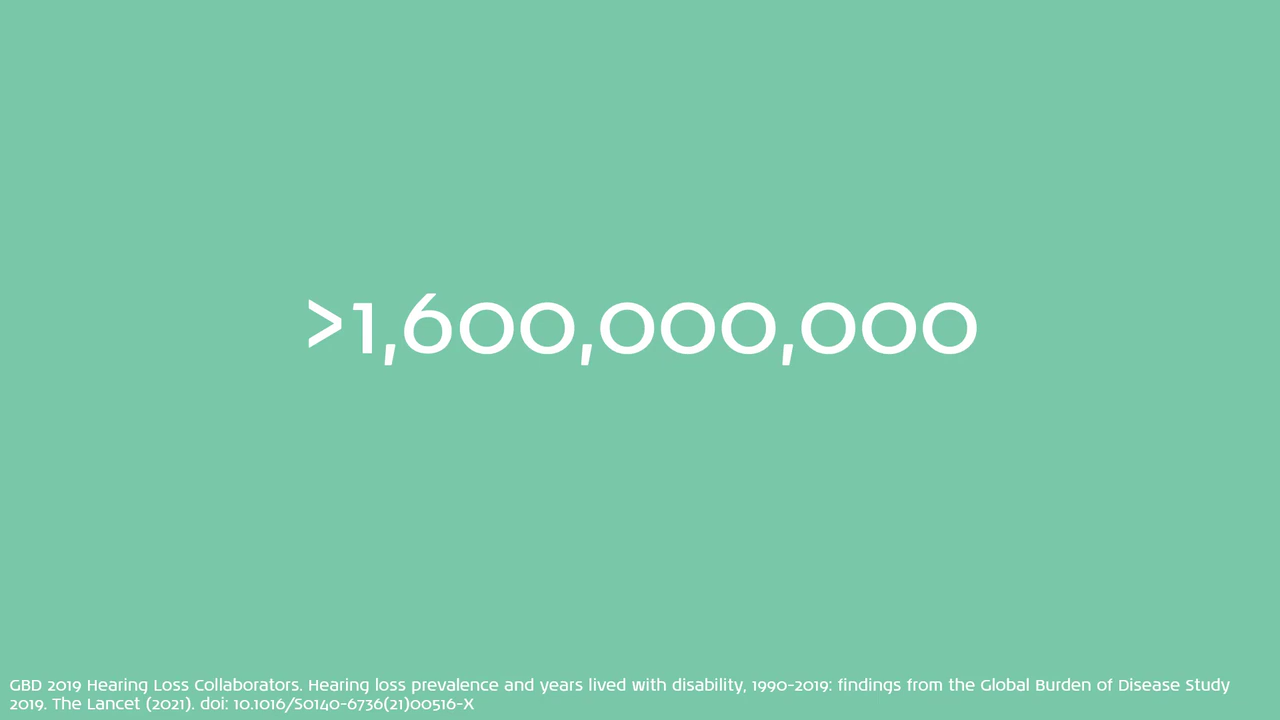 >1,600,000,000
GBD 2019 Hearing Loss Collaborators. Hearing loss prevalence and years lived with disability, 1990-2019: findings from the Global Burden of Disease Study
2019. The Lancet (2021). doi: 10.1016/S0140-6736(21)00516-X